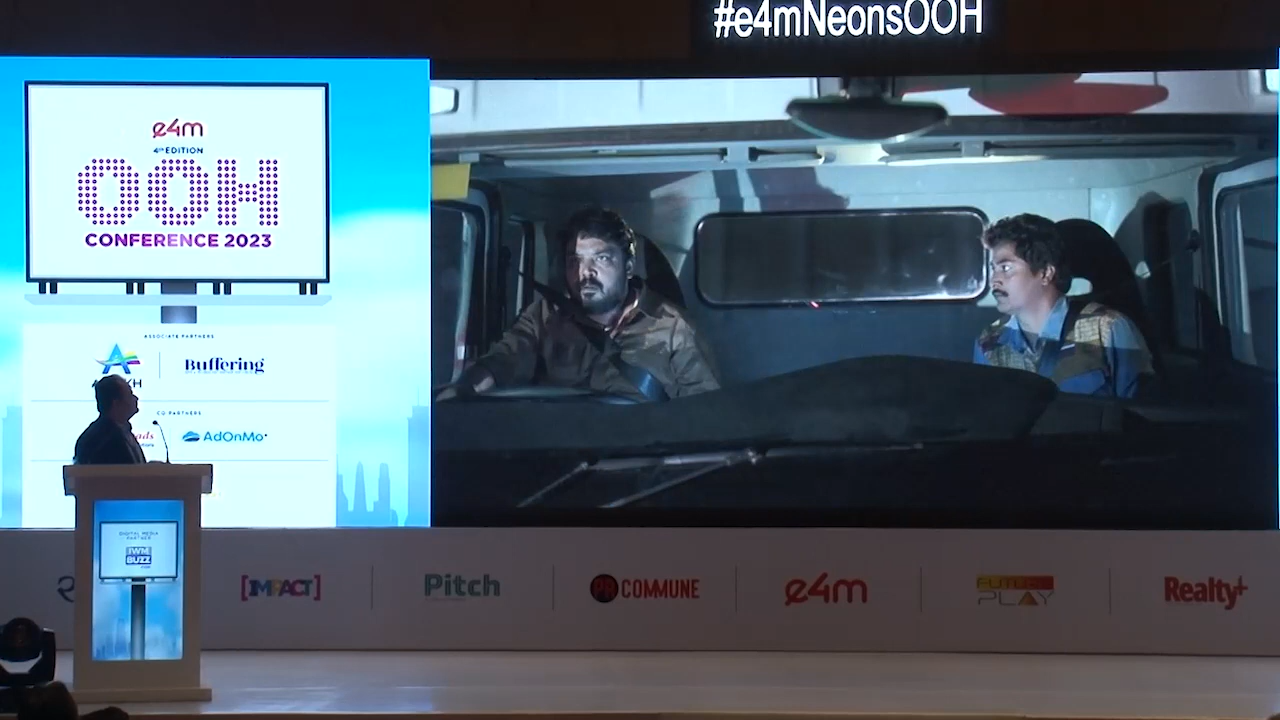 #e4mNeonsOOH
e4m
4TH EDITION
OOH
CONFERENCE 2023
ASSOCIATE PARTNERS
Buffering
CO PARTNERS
AdOnMo
DIGITAL MEDIA
PARTNER
BUZZ
[IMPACT]
Pitch
PR COMMUNE
e4m
PLAY
Realty+